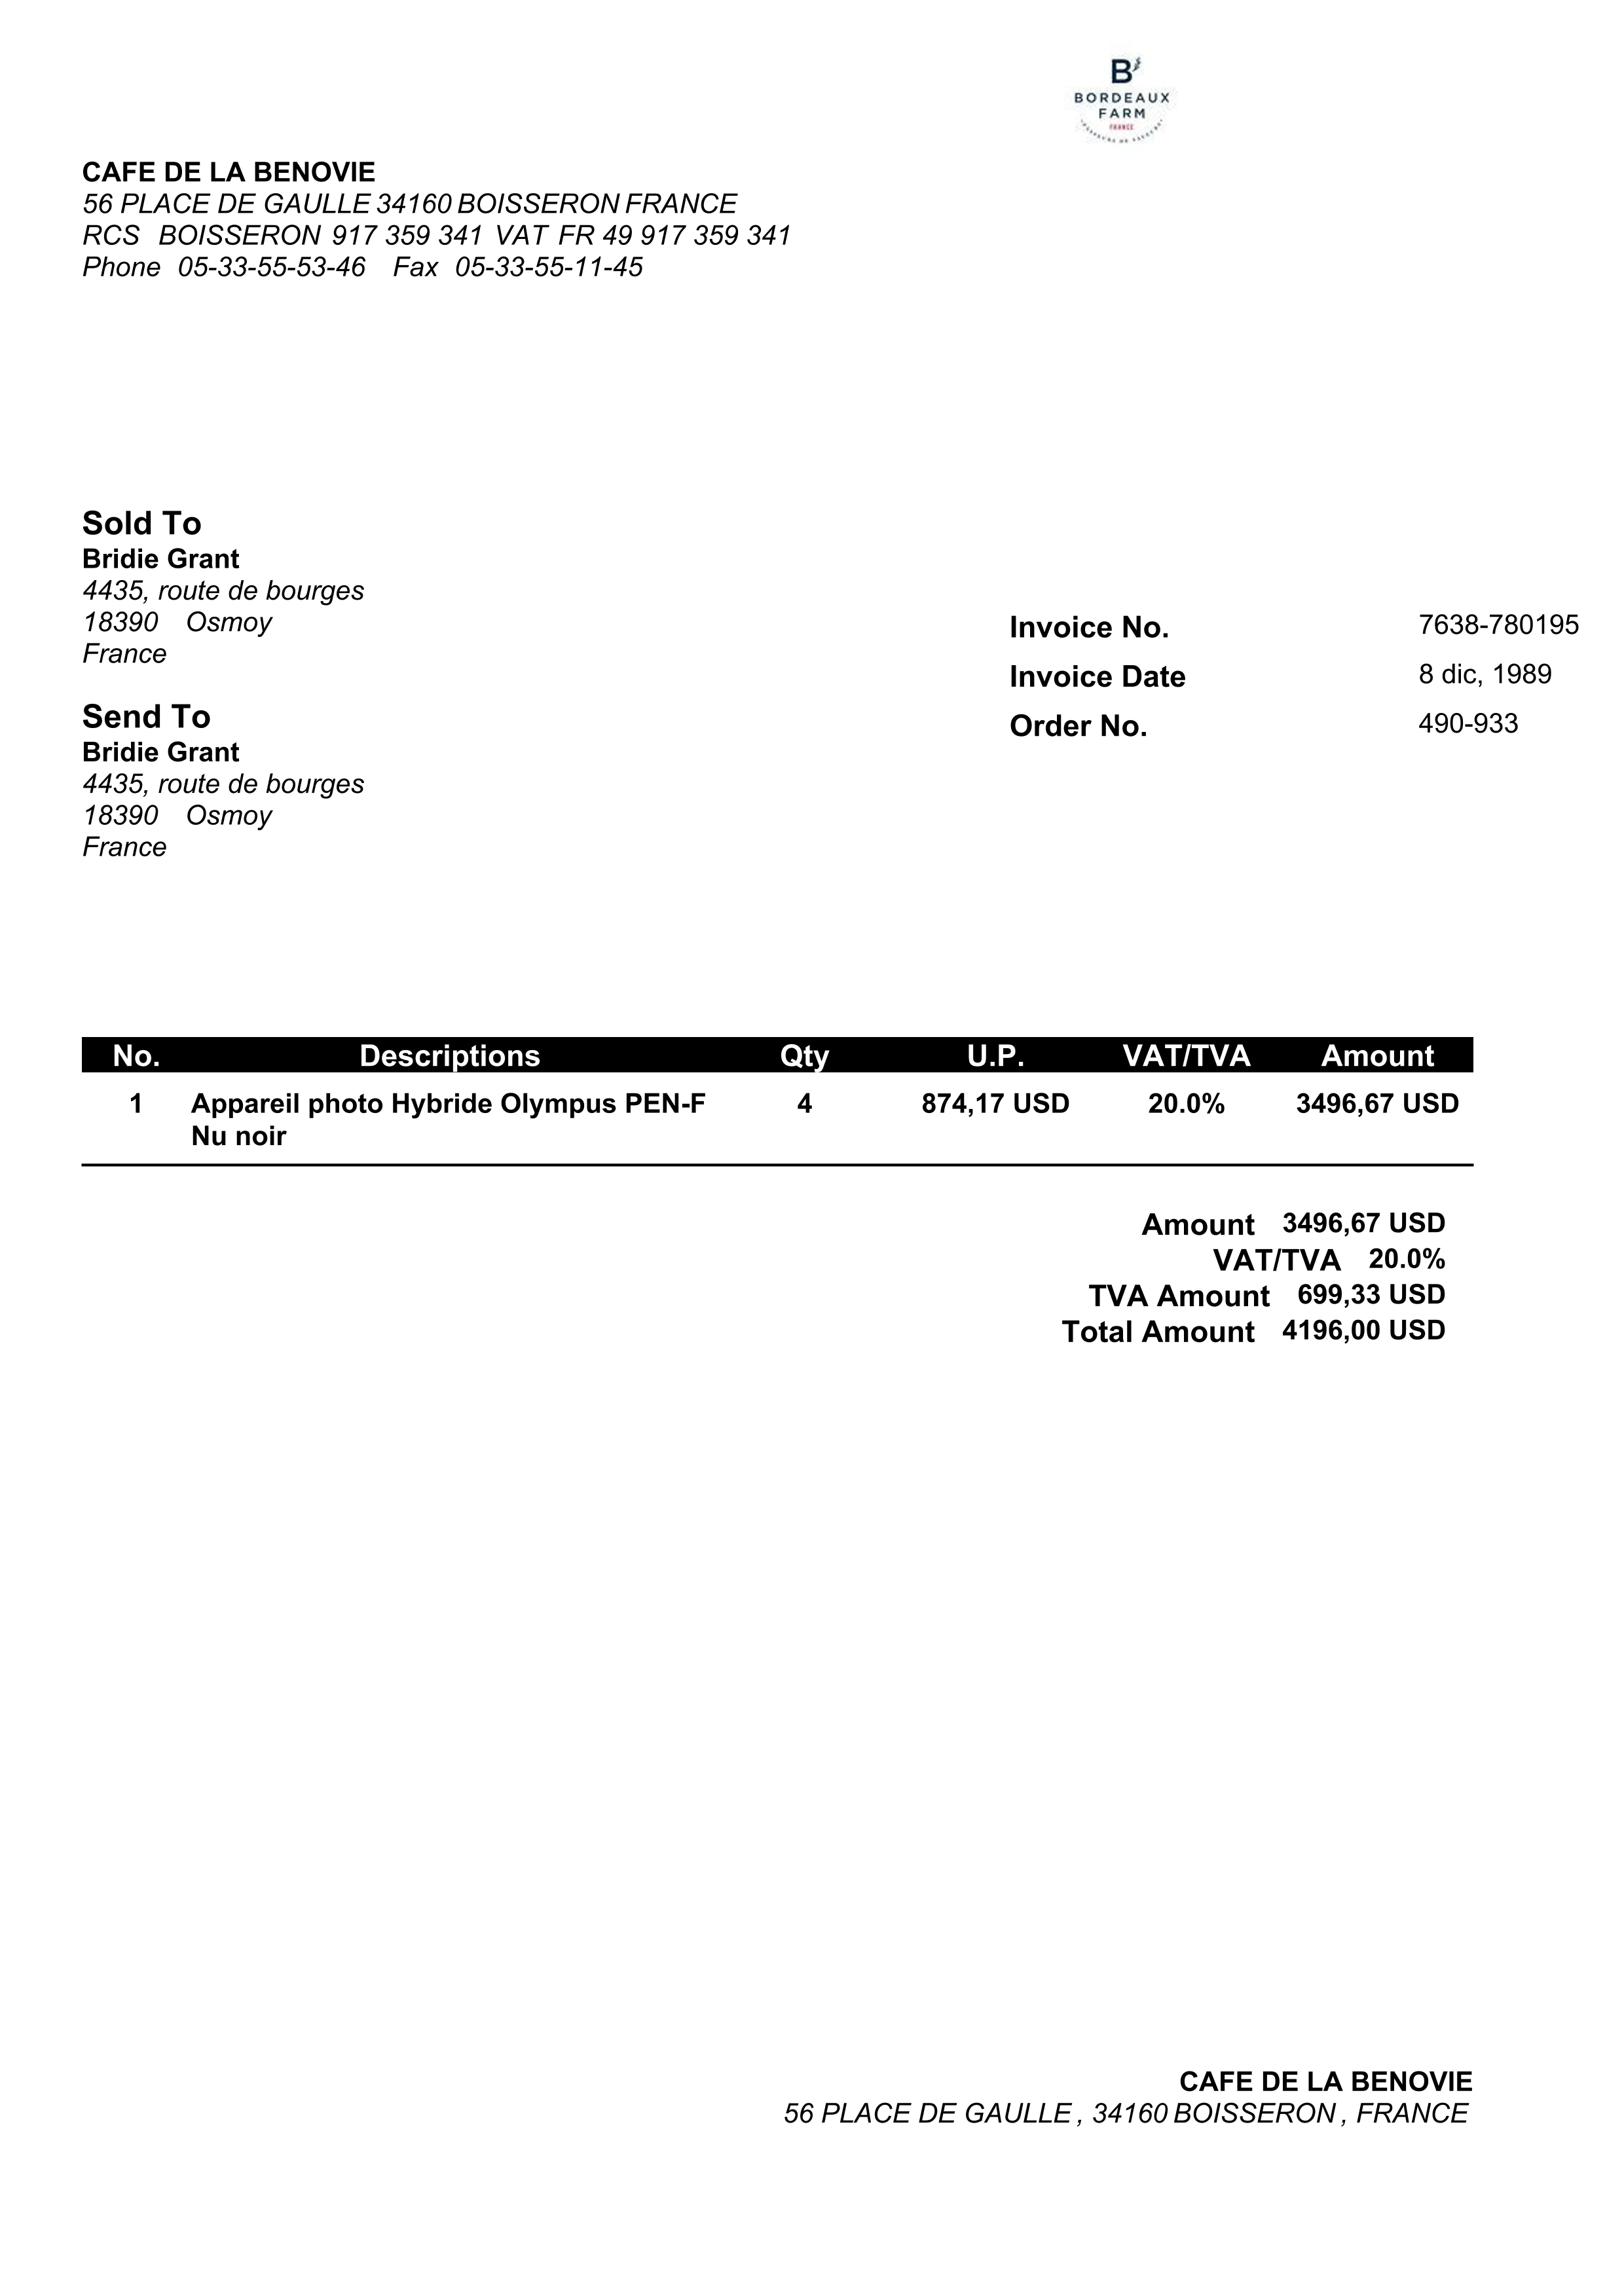 B
BORDEAUX
FARM
FRANCE
CAFE DE LA BENOVIE
56 PLACE DE GAULLE 34160 BOISSERON FRANCE
RCS BOISSERON 917 359 341 VAT FR 49 917 359 341
Phone 05-33-55-53-46 Fax 05-33-55-11-45
Sold To
Bridie Grant
4435, route de bourges
18390 Osmoy
France
Invoice No. 7638-780195
Invoice Date 8 dic, 1989
Order No. 490-933
Send To
Bridie Grant
4435, route de bourges
18390 Osmoy
France
No. Descriptions Qty U.P. VAT/TVA Amount
1 Appareil photo Hybride Olympus PEN-F 4 874,17 USD 20.0% 3496,67 USD
Nu noir
Amount 3496,67 USD
VAT/TVA 20.0%
TVA Amount 699,33 USD
Total Amount 4196,00 USD
CAFE DE LA BENOVIE
56 PLACE DE GAULLE , 34160 BOISSERON , FRANCE